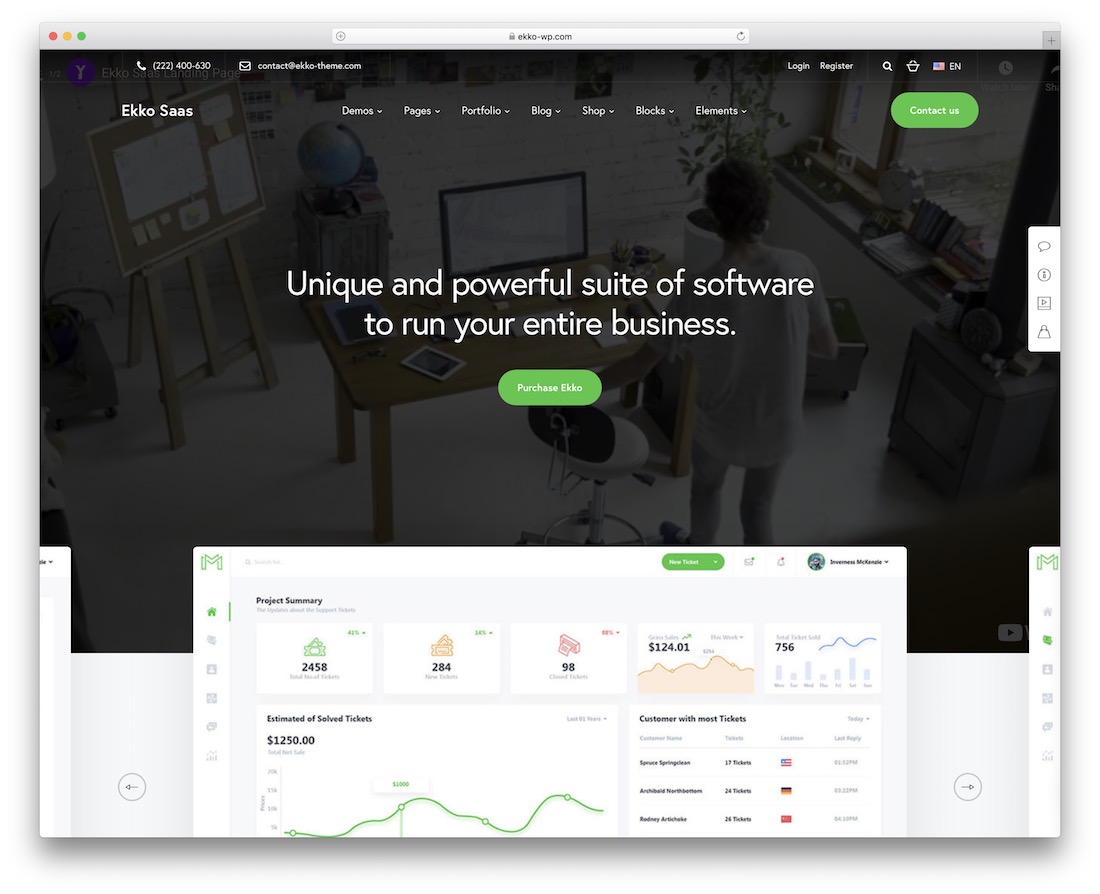 ekko-wp.com
1/2
Ekko Saas Landing Page
(222) 400-630
contact@ekko-theme.com
Login
Register
EN
Ekko Saas
Demos
Pages
Portfolio
Blog
Shop
Blocks
Elements
Contact us
Unique and powerful suite of software
to run your entire business.
Purchase Ekko
New Ticket
Inverness McKenzie
Project Summary
The Updates about the Support Tickets
41%
2458
Total No.of Tickets
14%
284
New Tickets
68%
98
Closed Tickets
Gross Sales
This Week
$124.01
$254
Total Ticket Sold
756
Mon Tue Wed Thu Fri Sat Sun
Estimated of Solved Tickets
Last 01 Years
$1250.00
Total Net Sale
20k
15k
10k
5k
Prices
$1000
Customer with most Tickets
Today
Customer Name
Tickets
Location
Last Reply
Spruce Springclean
17 Tickets
01:52PM
Archibald Northbottom
24 Tickets
03:22PM
Rodney Artichoke
26 Tickets
04:10PM